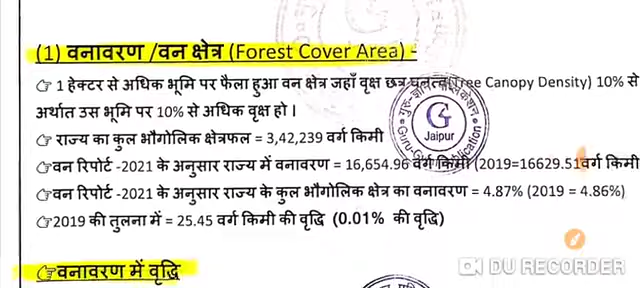 (1) वनावरण /वन क्षेत्र (Forest Cover Area) -
1 हेक्टर से अधिक भूमि पर फैला हुआ वन क्षेत्र जहाँ वृक्ष छत्र घनत्व(Tree Canopy Density) 10% से
अर्थात उस भूमि पर 10% से अधिक वृक्ष हो ।
राज्य का कुल भौगोलिक क्षेत्रफल = 3,42,239 वर्ग किमी
वन रिपोर्ट -2021 के अनुसार राज्य में वनावरण = 16,654.96 वर्ग किमी (2019=16629.51वर्ग किमी)
वन रिपोर्ट -2021 के अनुसार राज्य के कुल भौगोलिक क्षेत्र का वनावरण = 4.87% (2019 = 4.86%)
2019 की तुलना में = 25.45 वर्ग किमी की वृद्धि (0.01% की वृद्धि)
वनावरण में वृद्धि
G
Jaipur
DU RECORDER